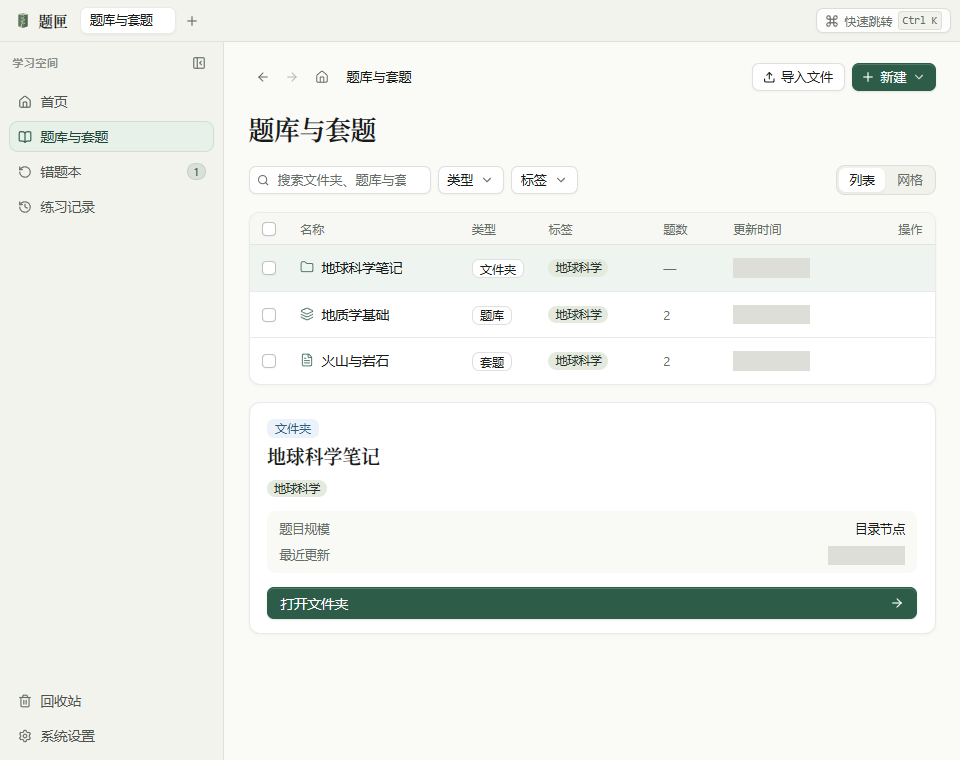 题匣
题库与套题
快速跳转 Ctrl K
学习空间
首页
题库与套题
错题本 1
练习记录
回收站
系统设置
题库与套题
导入文件
新建
题库与套题
搜索文件夹、题库与套
类型
标签
列表
网格
名称 类型 标签 题数 更新时间 操作
地球科学笔记 文件夹 地球科学 —
地质学基础 题库 地球科学 2
火山与岩石 套题 地球科学 2
文件夹
地球科学笔记
地球科学
题目规模 目录节点
最近更新
打开文件夹